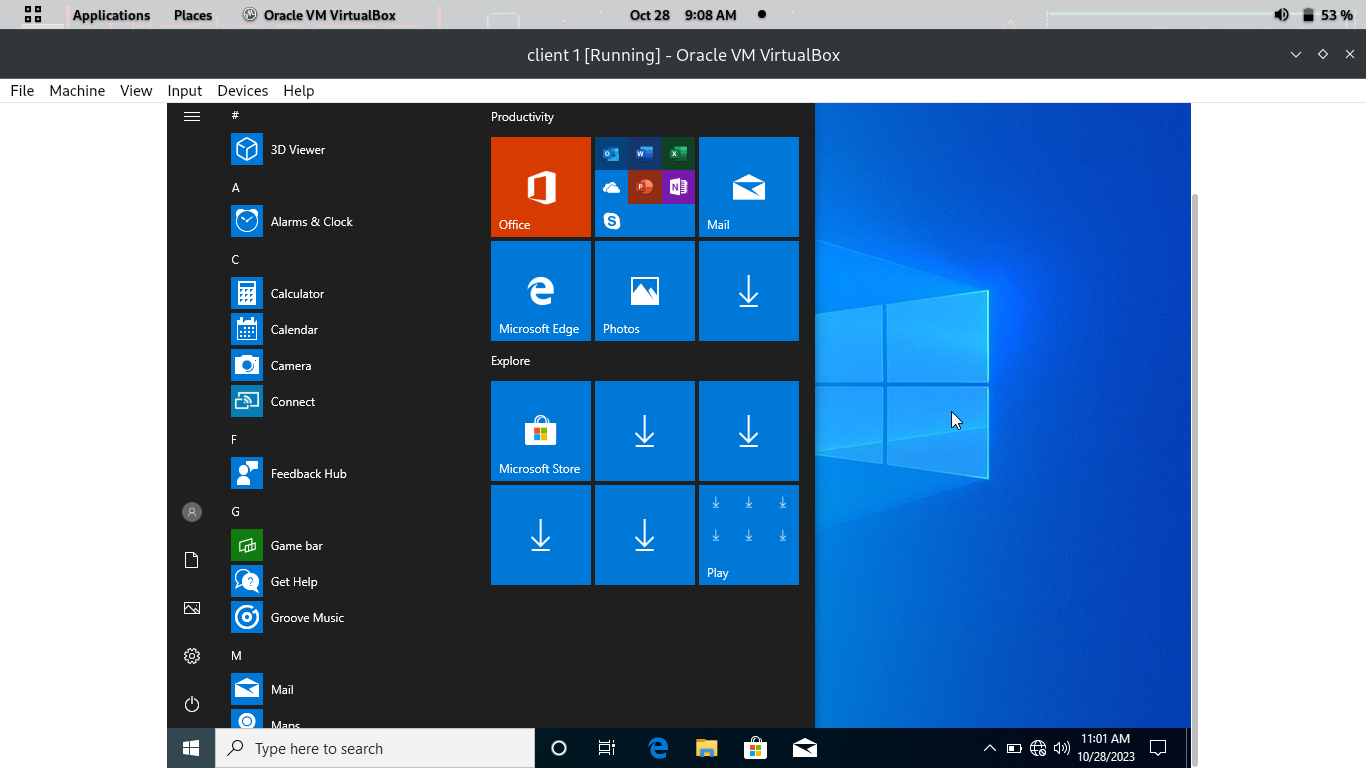 Applications Places Oracle VM VirtualBox Oct 28 9:08 AM 53 %
client 1 [Running] - Oracle VM VirtualBox
File Machine View Input Devices Help
#
3D Viewer
A
Alarms & Clock
C
Calculator
Calendar
Camera
Connect
F
Feedback Hub
G
Game bar
Get Help
Groove Music
M
Mail
Maps
Productivity
Office
Mail
Microsoft Edge
Photos
Explore
Microsoft Store
Play
Type here to search
11:01 AM
10/28/2023